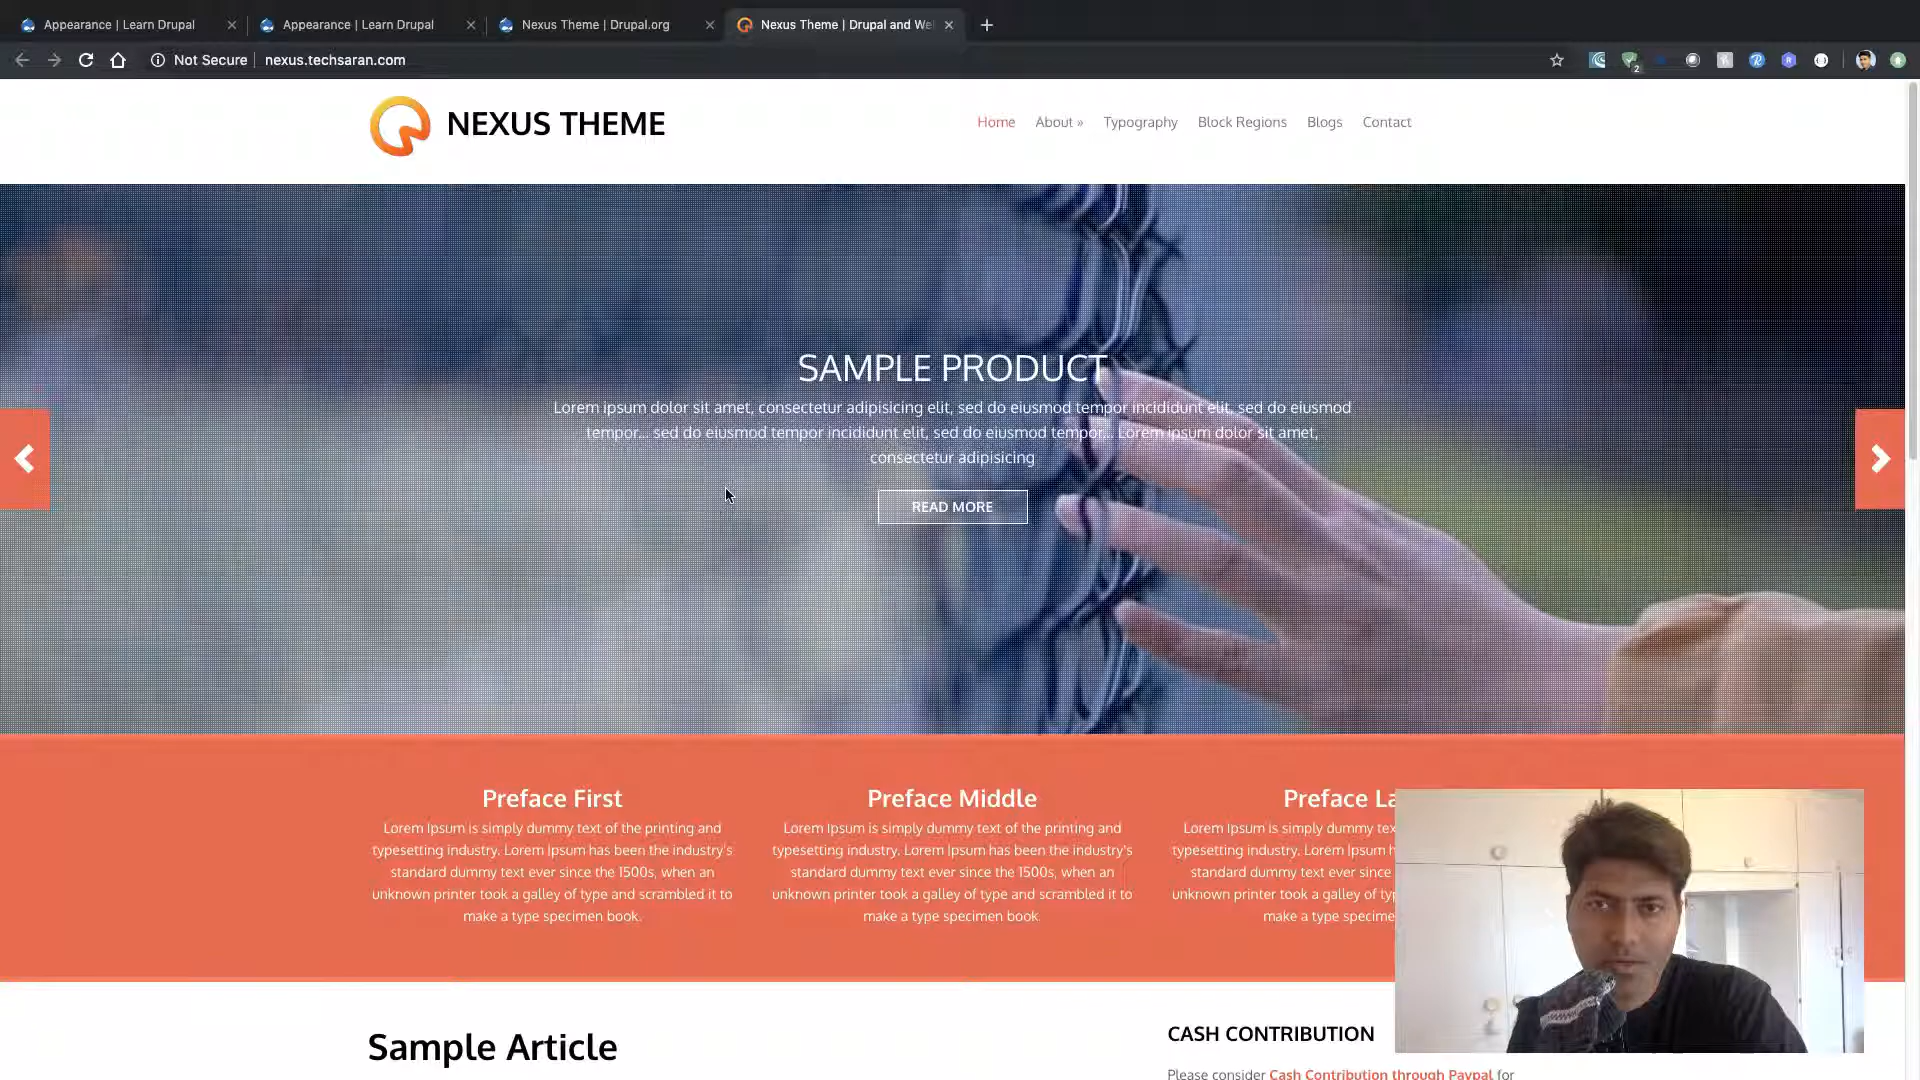 Appearance | Learn Drupal
Appearance | Learn Drupal
Nexus Theme | Drupal.org
Nexus Theme | Drupal and We
Not Secure
nexus.techsaran.com
2
NEXUS THEME
Home
About »
Typography
Block Regions
Blogs
Contact
SAMPLE PRODUCT
Lorem ipsum dolor sit amet, consectetur adipisicing elit, sed do eiusmod tempor incididunt elit, sed do eiusmod
tempor... sed do eiusmod tempor incididunt elit, sed do eiusmod tempor... Lorem ipsum dolor sit amet,
consectetur adipisicing
READ MORE
Preface First
Lorem Ipsum is simply dummy text of the printing and
typesetting industry. Lorem Ipsum has been the industry's
standard dummy text ever since the 1500s, when an
unknown printer took a galley of type and scrambled it to
make a type specimen book.
Preface Middle
Lorem Ipsum is simply dummy text of the printing and
typesetting industry. Lorem Ipsum has been the industry's
standard dummy text ever since the 1500s, when an
unknown printer took a galley of type and scrambled it to
make a type specimen book.
Preface La
Lorem Ipsum is simply dummy tex
typesetting industry. Lorem Ipsum h
standard dummy text ever since
unknown printer took a galley of typ
make a type specime
Sample Article
CASH CONTRIBUTION
Please consider Cash Contribution through Paypal for